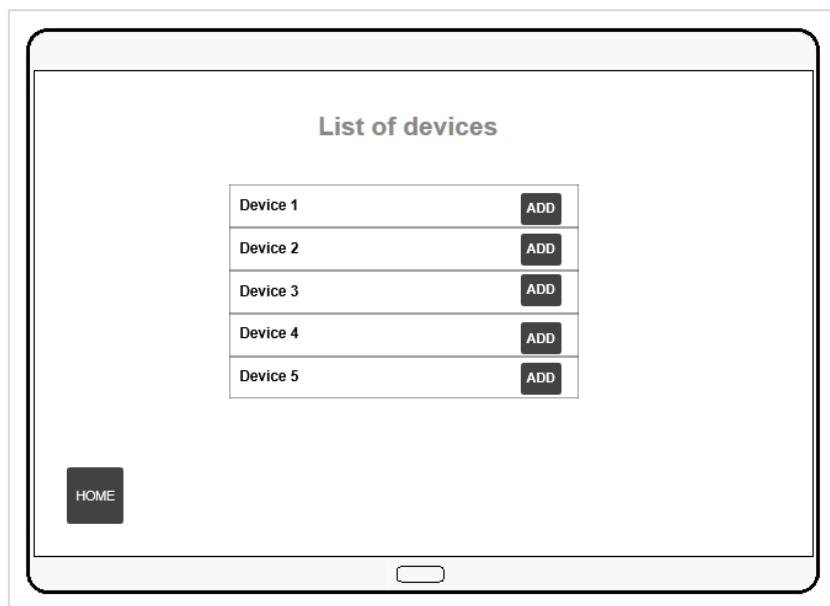 List of devices
Device 1 ADD
Device 2 ADD
Device 3 ADD
Device 4 ADD
Device 5 ADD
HOME